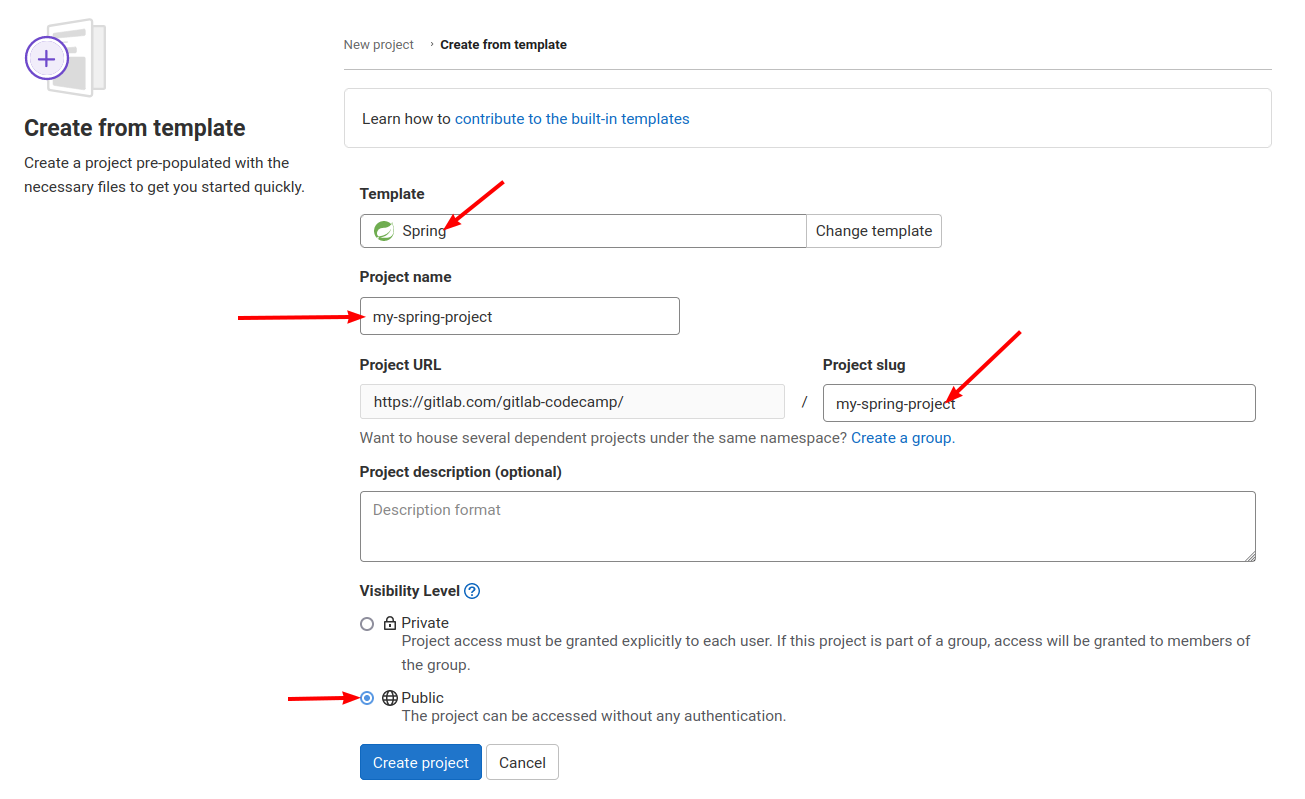 New project › Create from template
Create from template
Create a project pre-populated with the
necessary files to get you started quickly.
Learn how to contribute to the built-in templates
Template
Spring
Change template
Project name
my-spring-project
Project URL
Project slug
https://gitlab.com/gitlab-codecamp/
/
my-spring-project
Want to house several dependent projects under the same namespace? Create a group.
Project description (optional)
Description format
Visibility Level ?
Private
Project access must be granted explicitly to each user. If this project is part of a group, access will be granted to members of
the group.
Public
The project can be accessed without any authentication.
Create project
Cancel